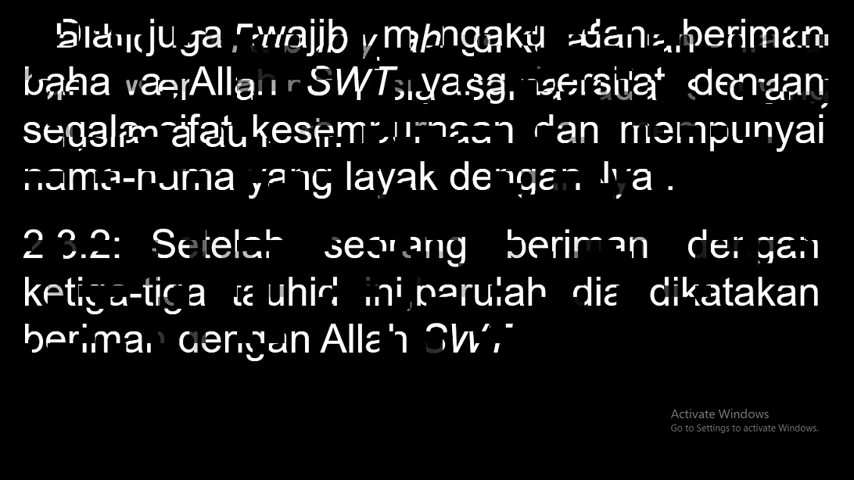 Dia juga wajib mengaku dan beriman
bahawa Allah SWT yang bersifat dengan
segala sifat kesempurnaan dan mempunyai
nama-nama yang layak dengan Nya .
2.3.2: Setelah seorang beriman dengan
ketiga-tiga tauhid ini,barulah dia dikatakan
beriman dengan Allah SWT
Activate Windows
Go to Settings to activate Windows.